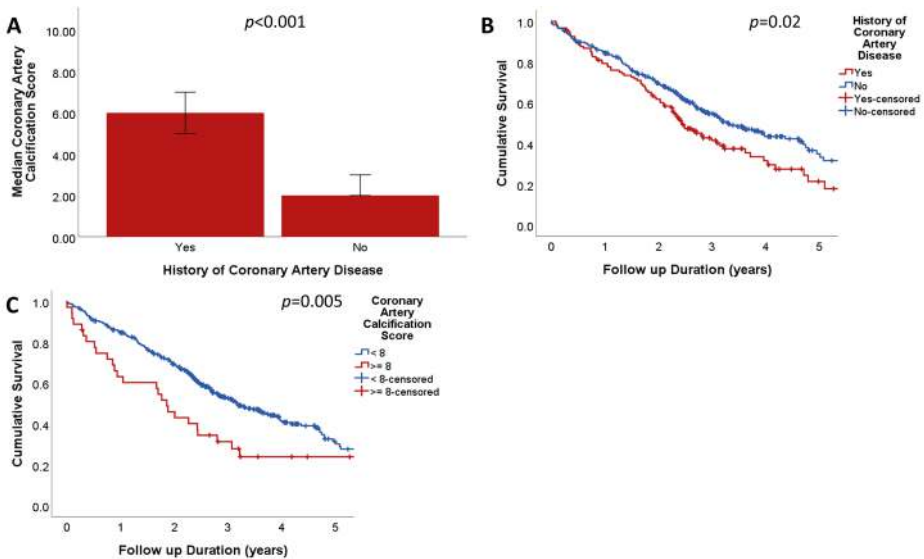 A
p<0.001
Median Coronary Artery
Calcification Score
10.00
8.00
6.00
4.00
2.00
0.00
Yes
No
History of Coronary Artery Disease
B
p=0.02
Cumulative Survival
1.0
0.8
0.6
0.4
0.2
0.0
0
1
2
3
4
5
Follow up Duration (years)
History of
Coronary
Artery
Disease
Yes
No
Yes-censored
No-censored
C
p=0.005
Cumulative Survival
1.0
0.8
0.6
0.4
0.2
0.0
0
1
2
3
4
5
Follow up Duration (years)
Coronary
Artery
Calcification
Score
< 8
>= 8
< 8-censored
>= 8-censored